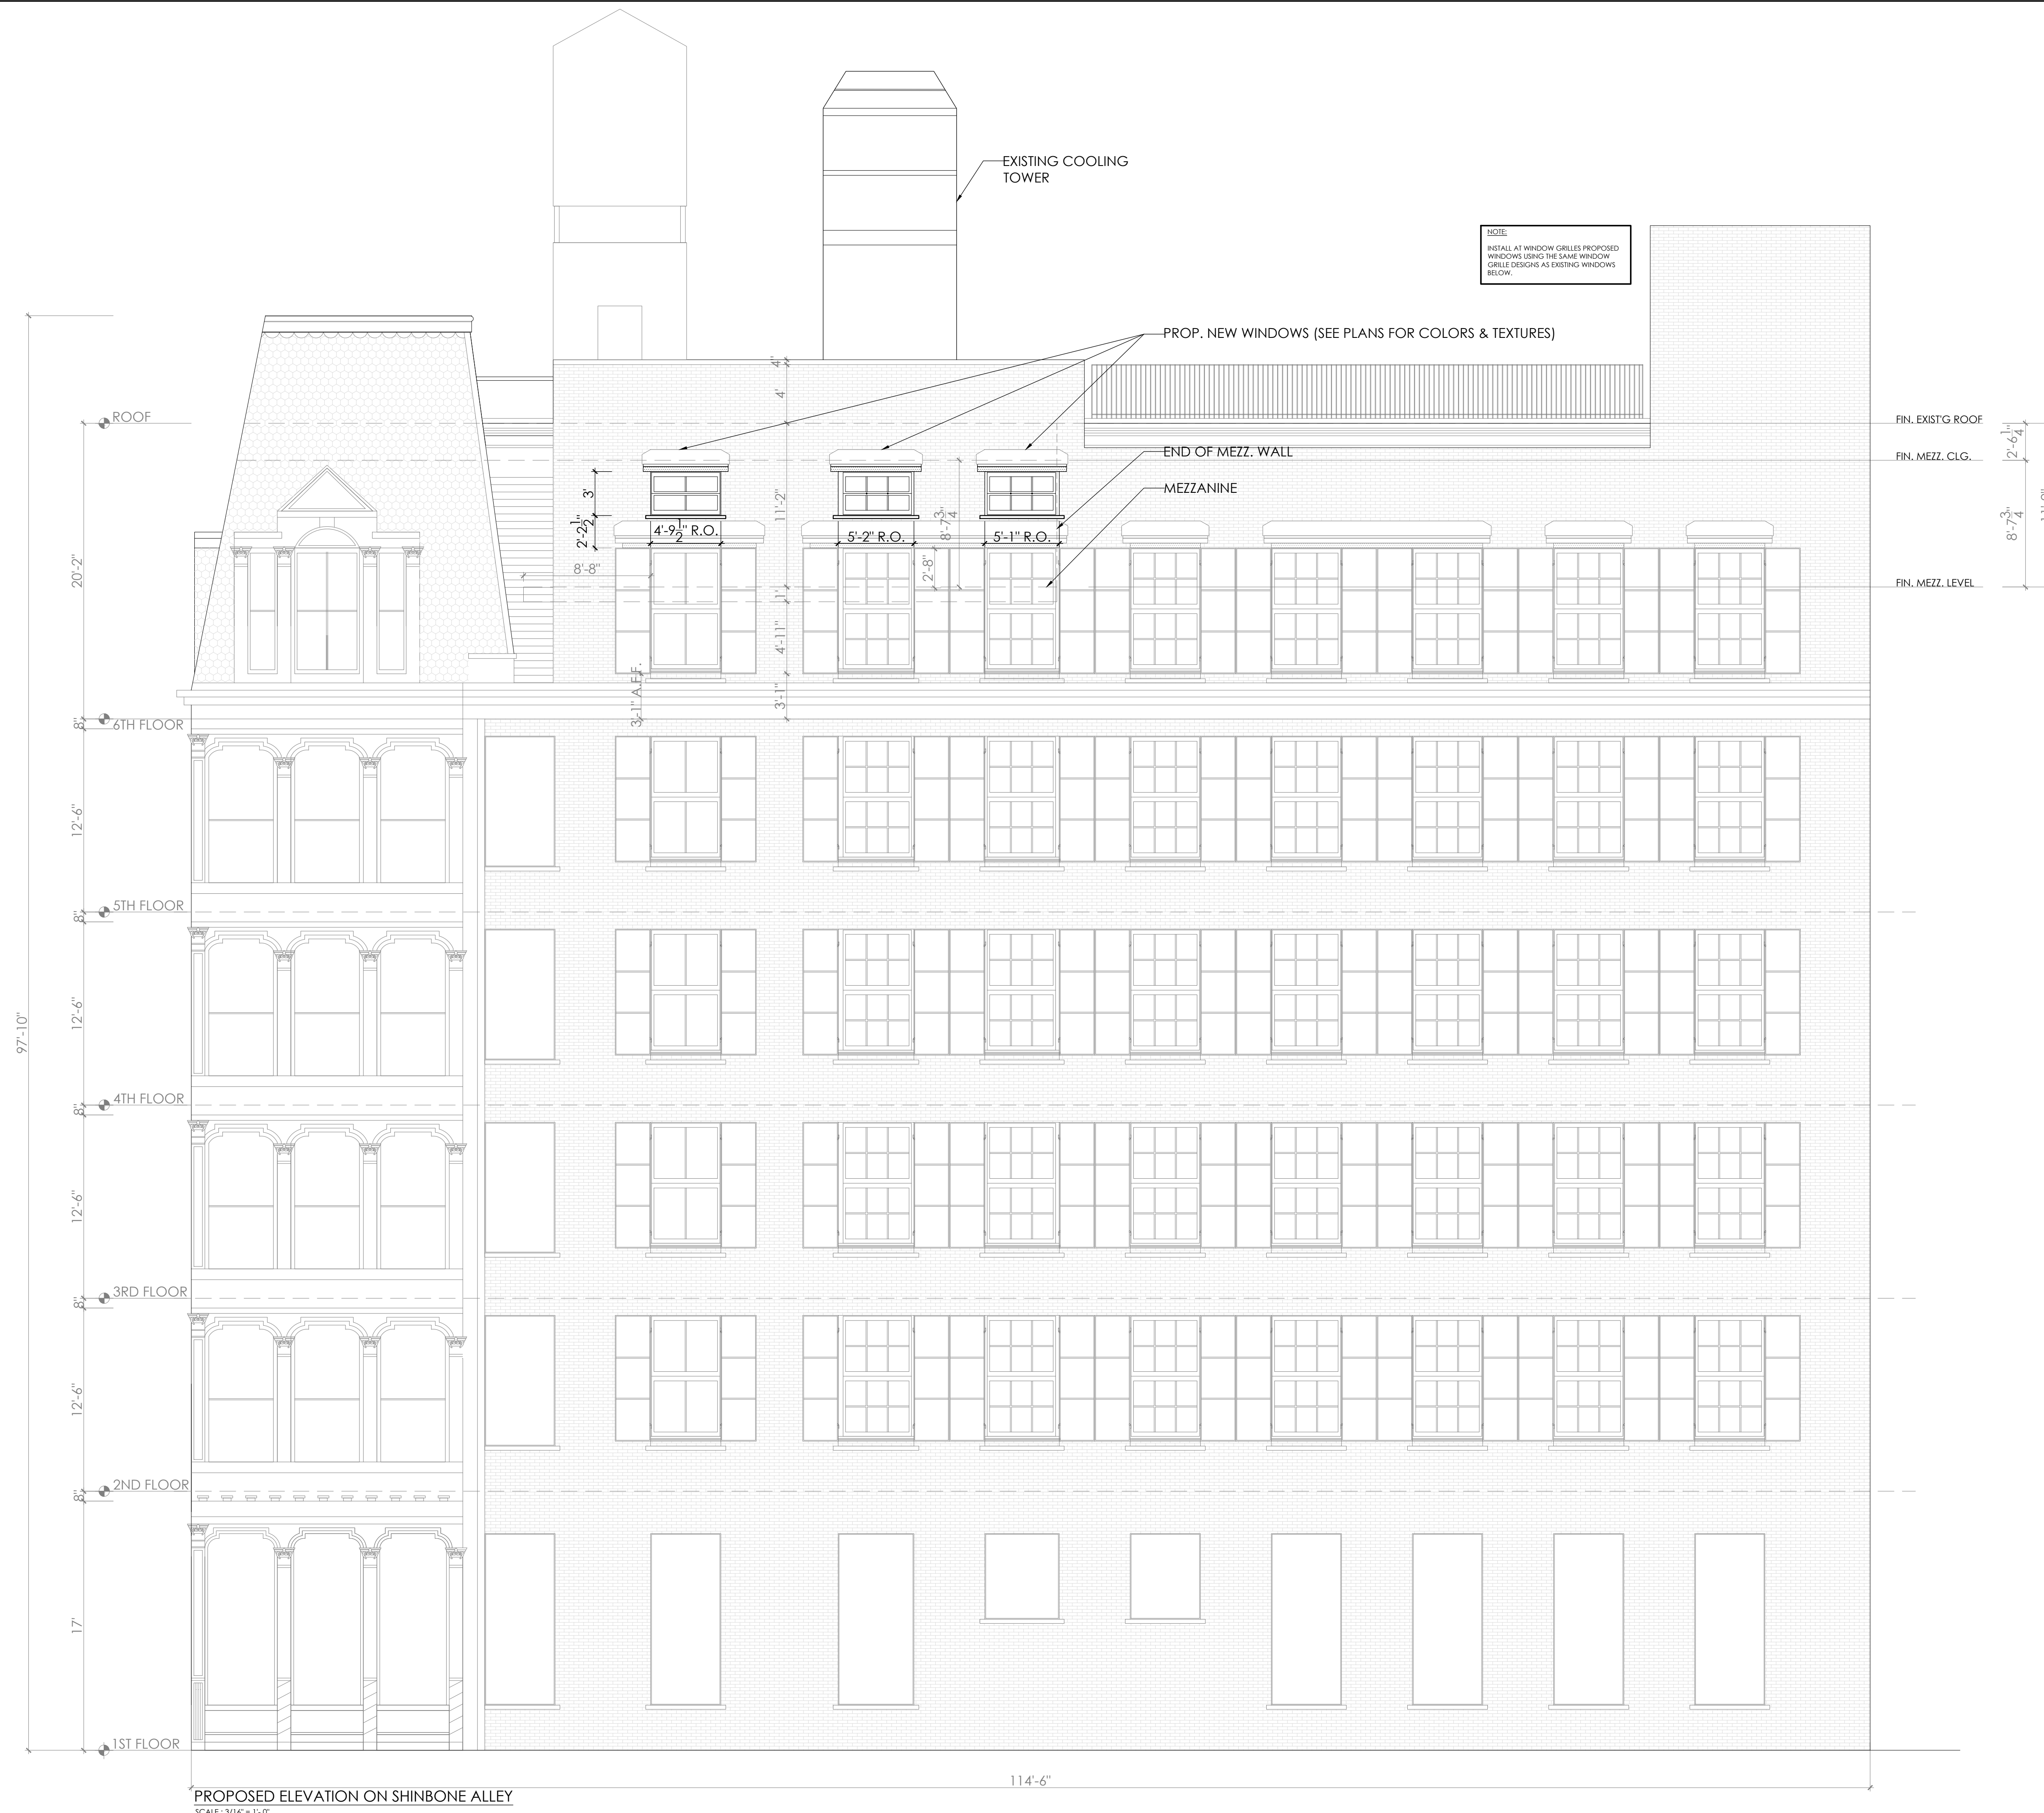 EXISTING COOLING
TOWER
NOTE:
INSTALL AT WINDOW GRILLES PROPOSED
WINDOWS USING THE SAME WINDOW
GRILLE DESIGNS AS EXISTING WINDOWS
BELOW.
PROP. NEW WINDOWS (SEE PLANS FOR COLORS & TEXTURES)
4"
4'
ROOF
FIN. EXIST'G ROOF
2'-6 1/4"
END OF MEZZ. WALL
FIN. MEZZ. CLG.
MEZZANINE
3'
11'-2"
2'-2 1/2"
4'-9 1/2" R.O.
5'-2" R.O.
8'-7 3/4"
5'-1" R.O.
8'-7 3/4"
20'-2"
8'-8"
2'-8"
FIN. MEZZ. LEVEL
1'
4'-11"
3'-1" A.F.F.
3'-1"
8"
6TH FLOOR
12'-6"
8"
5TH FLOOR
12'-6"
97'-10"
8"
4TH FLOOR
12'-6"
8"
3RD FLOOR
12'-6"
8"
2ND FLOOR
17'
1ST FLOOR
114'-6"
PROPOSED ELEVATION ON SHINBONE ALLEY
SCALE : 3/16" = 1'- 0"